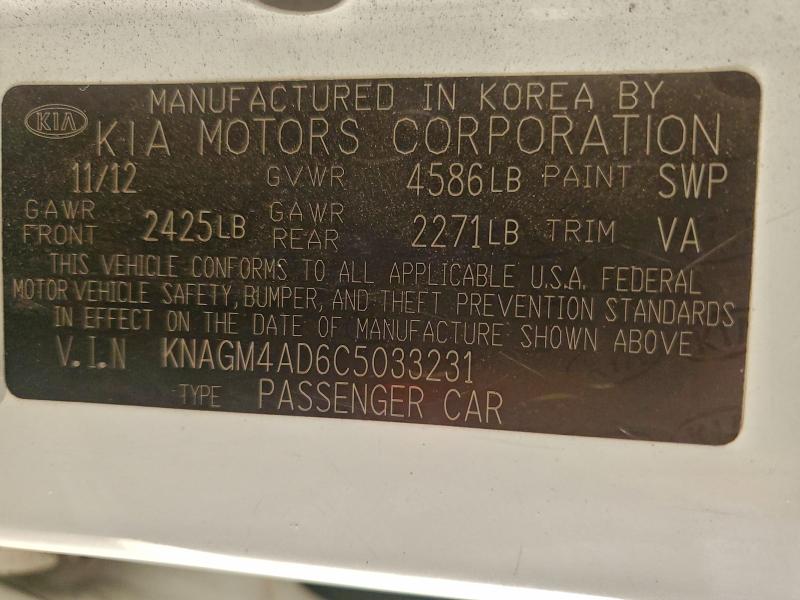 MANUFACTURED IN KOREA BY
KIA KIA MOTORS CORPORATION
11/12 GVWR 4586LB PAINT SWP
GAWR FRONT 2425LB GAWR REAR 2271LB TRIM VA
THIS VEHICLE CONFORMS TO ALL APPLICABLE U.S.A. FEDERAL
MOTOR VEHICLE SAFETY, BUMPER, AND THEFT PREVENTION STANDARDS
IN EFFECT ON THE DATE OF MANUFACTURE SHOWN ABOVE
V.I.N KNAGM4AD6C5033231
TYPE PASSENGER CAR